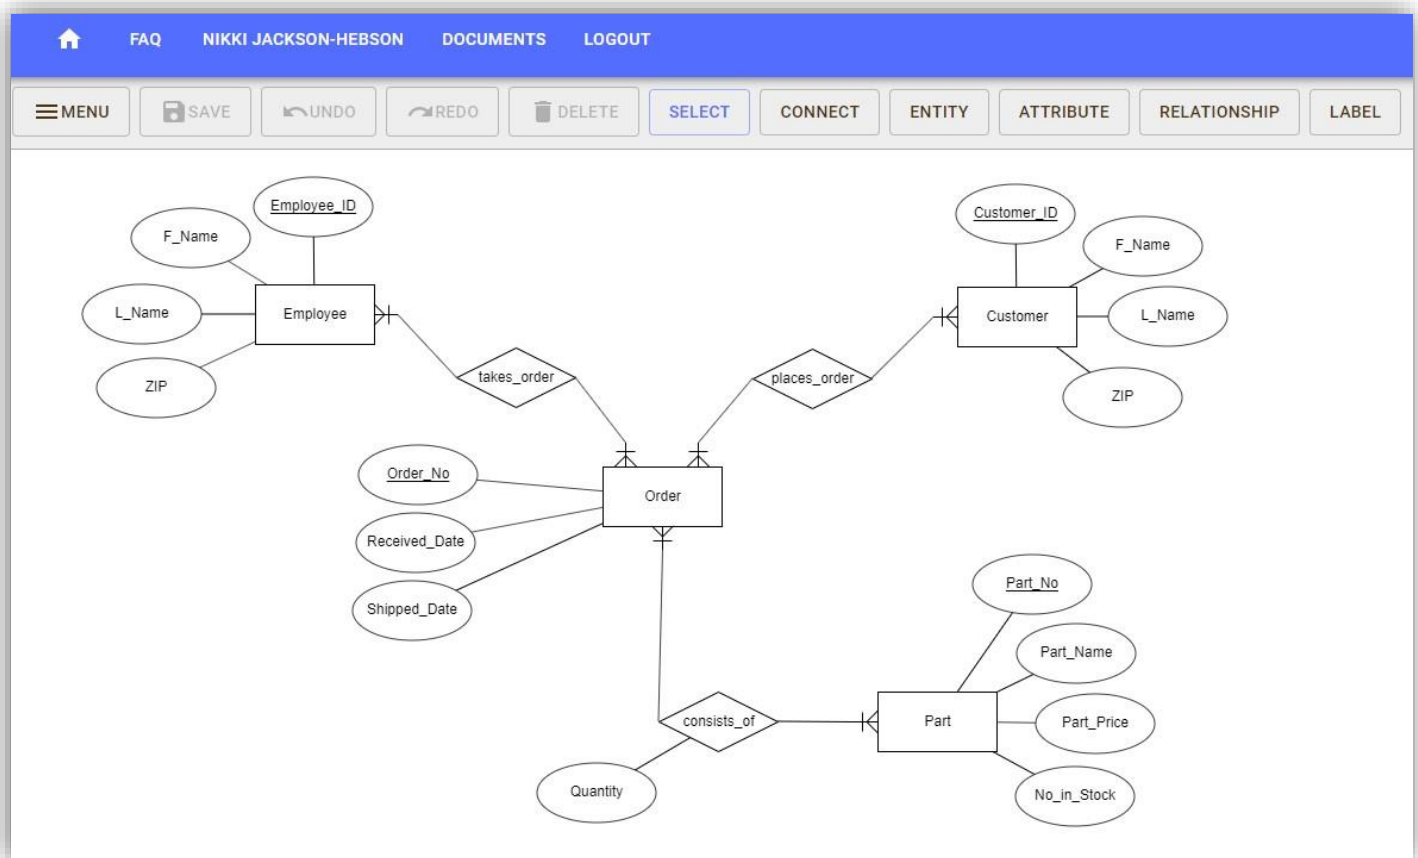 FAQ NIKKI JACKSON-HEBSON DOCUMENTS LOGOUT
MENU SAVE UNDO REDO DELETE SELECT CONNECT ENTITY ATTRIBUTE RELATIONSHIP LABEL
Employee_ID
F_Name
L_Name
Employee
ZIP
takes_order
Customer_ID
F_Name
Customer
L_Name
ZIP
places_order
Order_No
Order
Received_Date
Shipped_Date
Part_No
Part_Name
consists_of
Part
Part_Price
Quantity
No_in_Stock